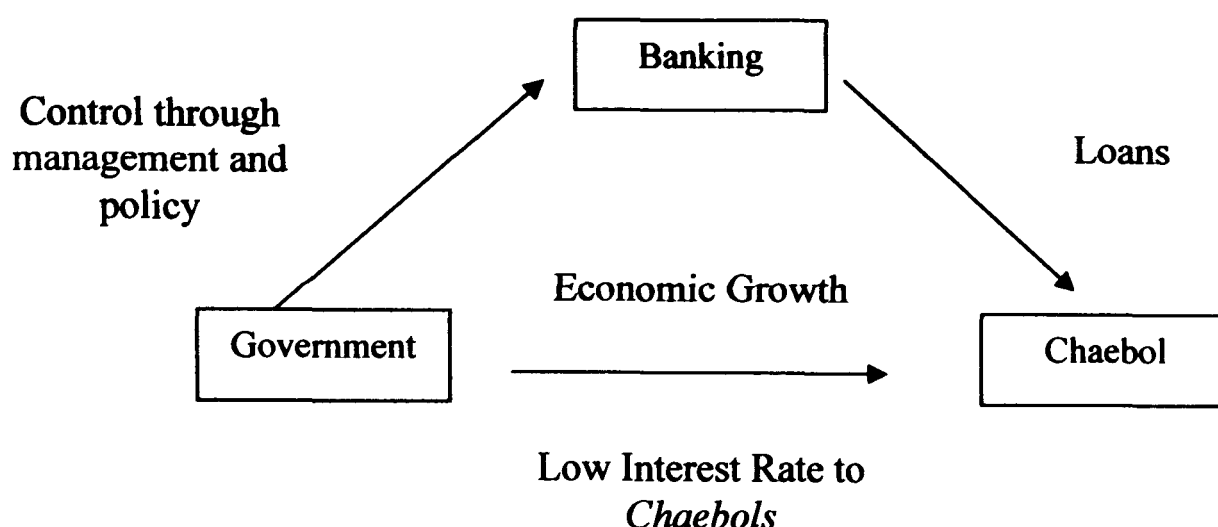 Banking
Control through
management and
policy
Loans
Economic Growth
Government
Chaebol
Low Interest Rate to
Chaebols